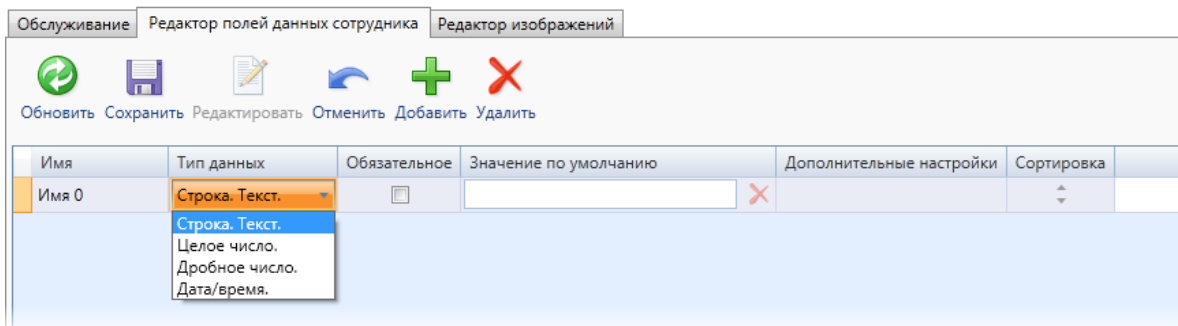 Обслуживание Редактор полей данных сотрудника Редактор изображений
Обновить Сохранить Редактировать Отменить Добавить Удалить
Имя Тип данных Обязательное Значение по умолчанию Дополнительные настройки Сортировка
Имя 0 Строка. Текст.
Строка. Текст.
Целое число.
Дробное число.
Дата/время.